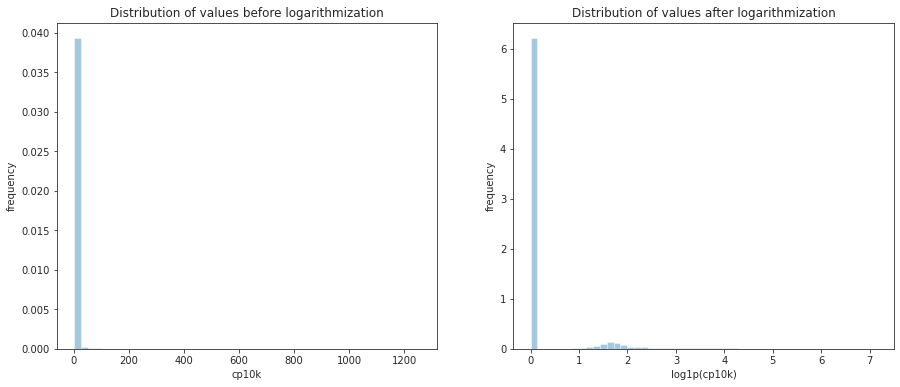 Distribution of values before logarithmization
0.040
0.035
0.030
0.025
0.020
0.015
0.010
0.005
0.000
frequency
0 200 400 600 800 1000 1200
cp10k
Distribution of values after logarithmization
6
5
4
3
2
1
0
frequency
0 1 2 3 4 5 6 7
log1p(cp10k)